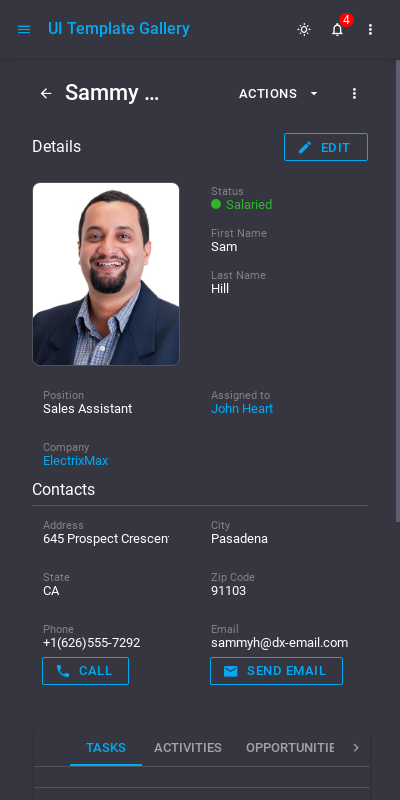 UI Template Gallery
4
Sammy ...
ACTIONS
Details
EDIT
Status
Salaried
First Name
Sam
Last Name
Hill
Position
Sales Assistant
Assigned to
John Heart
Company
ElectrixMax
Contacts
Address
645 Prospect Crescen
City
Pasadena
State
CA
Zip Code
91103
Phone
+1(626)555-7292
Email
sammyh@dx-email.com
CALL
SEND EMAIL
TASKS ACTIVITIES OPPORTUNITIE